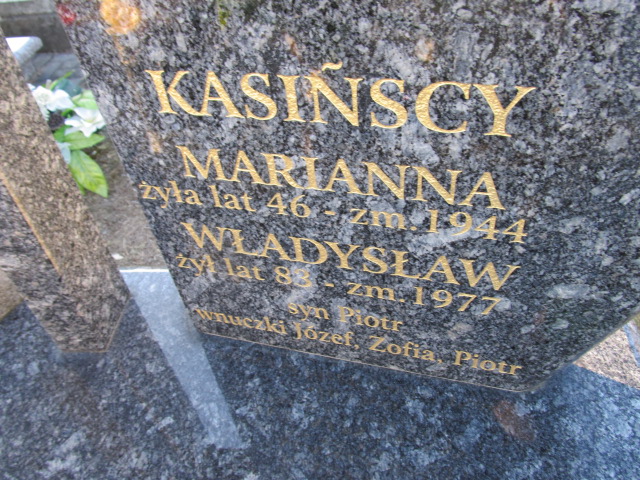 KASIŃSCY
MARIANNA
żyła lat 46 - zm. 1944
WŁADYSŁAW
żył lat 83 - zm. 1977
syn Piotr
wnuczki Józef, Zofia, Piotr